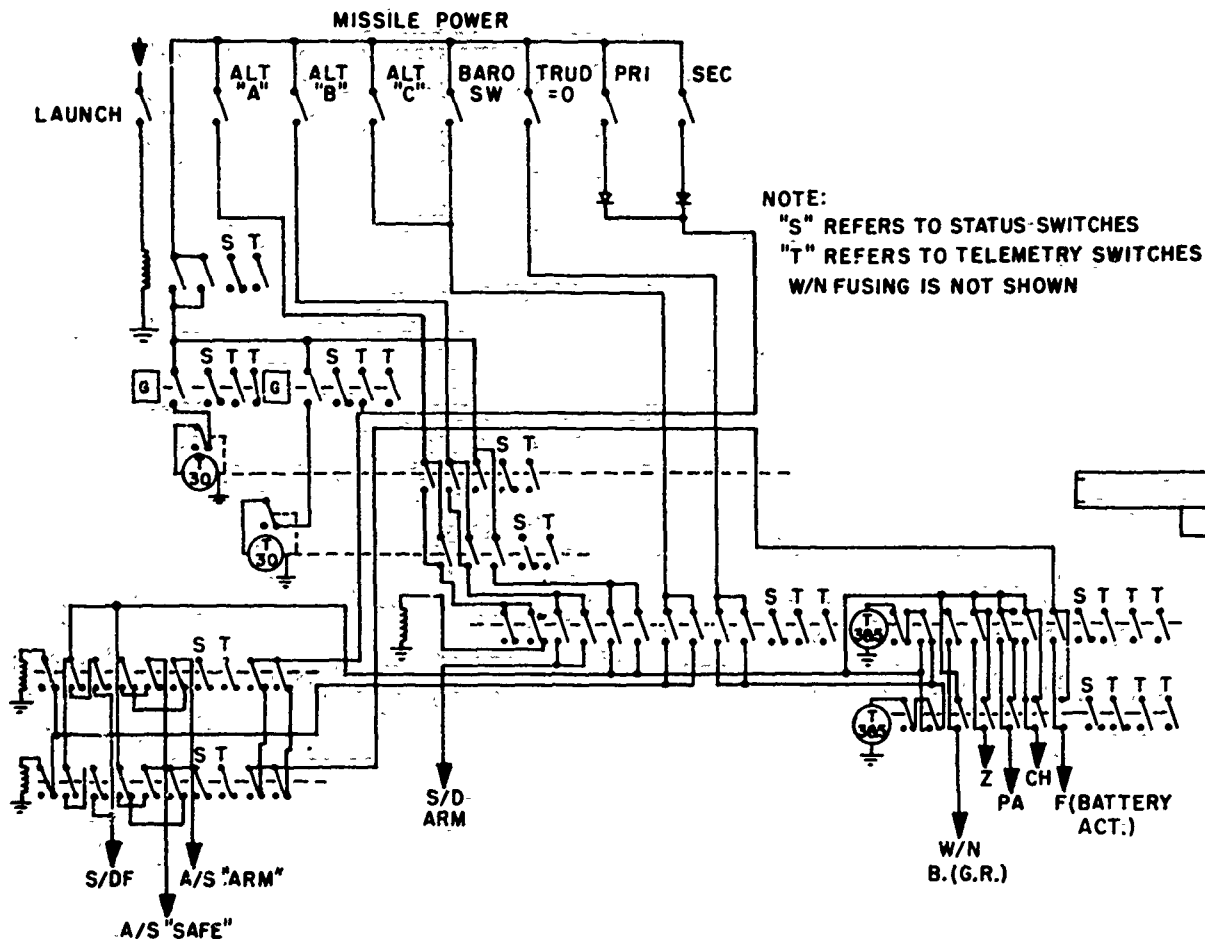 MISSILE POWER
LAUNCH
ALT "A"
ALT "B"
ALT "C"
BARO SW
TRUD =0
PRI
SEC
NOTE:
"S" REFERS TO STATUS SWITCHES
"T" REFERS TO TELEMETRY SWITCHES
W/N FUSING IS NOT SHOWN
S T
G S T T
G S T T
T 30
S T
T 30
S T
S T T
T 385
S T T T
T 385
S T T T
S T
S T
S/D ARM
Z
PA
CH
F(BATTERY ACT.)
W/N B.(G.R.)
S/DF
A/S "ARM"
A/S "SAFE"